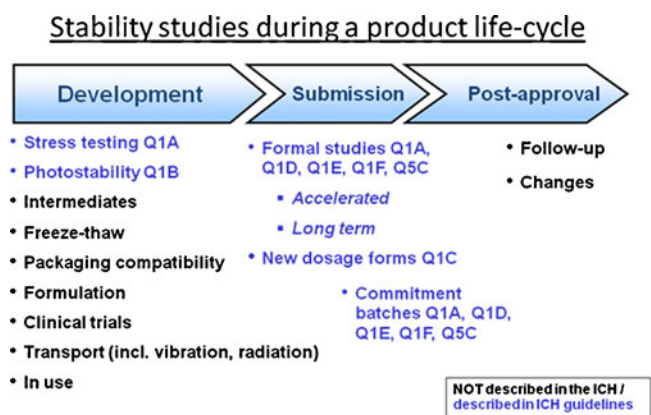 Stability studies during a product life-cycle
Development
Submission
Post-approval
• Stress testing Q1A
• Photostability Q1B
• Intermediates
• Freeze-thaw
• Packaging compatibility
• Formulation
• Clinical trials
• Transport (incl. vibration, radiation)
• In use
• Formal studies Q1A,
Q1D, Q1E, Q1F, Q5C
▪ Accelerated
▪ Long term
• New dosage forms Q1C
• Commitment
batches Q1A, Q1D,
Q1E, Q1F, Q5C
• Follow-up
• Changes
NOT described in the ICH /
described in ICH guidelines